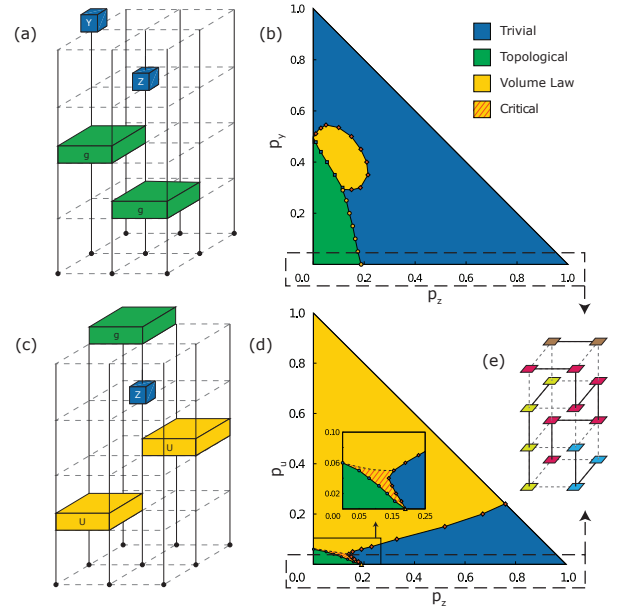 (a)
Y
Z
g
g
(b)
Trivial
Topological
Volume Law
Critical
1.0
0.8
0.6
0.4
0.2
p_y
0.0
0.2
0.4
0.6
0.8
1.0
p_z
(c)
g
Z
U
U
(d)
1.0
0.8
0.6
0.4
0.2
p_u
0.10
0.06
0.02
0.00
0.05
0.15
0.25
0.0
0.2
0.4
0.6
0.8
1.0
p_z
(e)